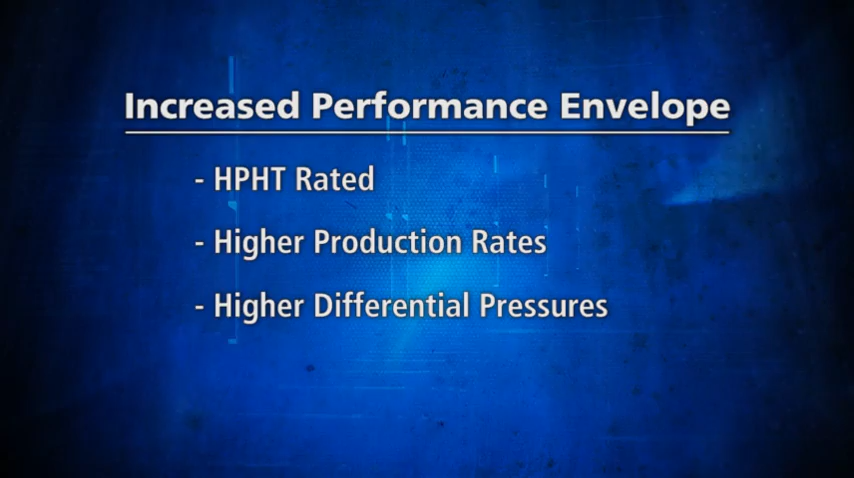 Increased Performance Envelope
- HPHT Rated
- Higher Production Rates
- Higher Differential Pressures